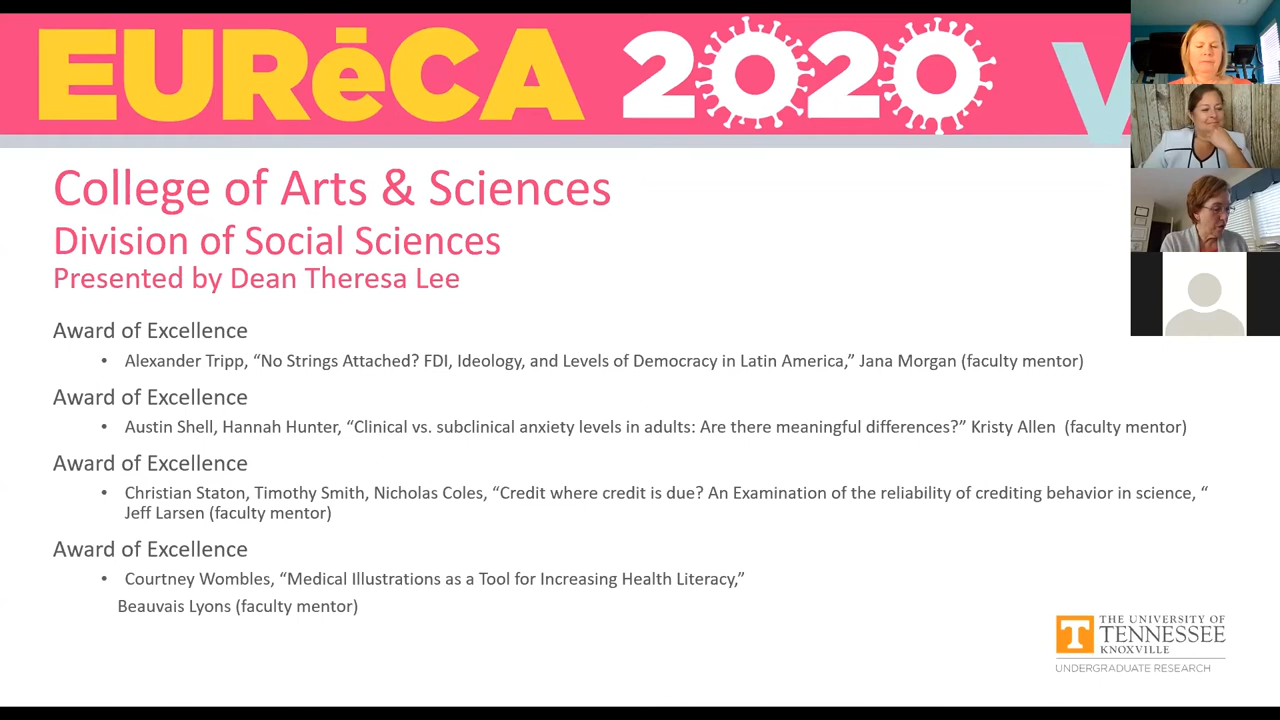 EURēCA 2020 V
College of Arts & Sciences
Division of Social Sciences
Presented by Dean Theresa Lee
Award of Excellence
• Alexander Tripp, “No Strings Attached? FDI, Ideology, and Levels of Democracy in Latin America,” Jana Morgan (faculty mentor)
Award of Excellence
• Austin Shell, Hannah Hunter, “Clinical vs. subclinical anxiety levels in adults: Are there meaningful differences?” Kristy Allen (faculty mentor)
Award of Excellence
• Christian Staton, Timothy Smith, Nicholas Coles, “Credit where credit is due? An Examination of the reliability of crediting behavior in science, “
Jeff Larsen (faculty mentor)
Award of Excellence
• Courtney Wombles, “Medical Illustrations as a Tool for Increasing Health Literacy,”
Beauvais Lyons (faculty mentor)
T
THE UNIVERSITY OF
TENNESSEE
KNOXVILLE
UNDERGRADUATE RESEARCH